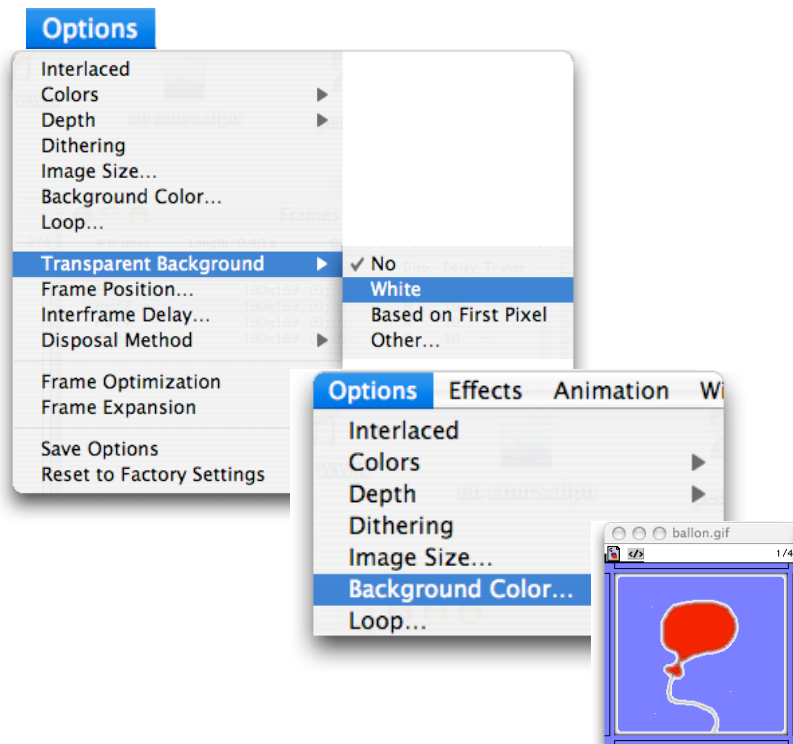 Options
Interlaced
Colors
Depth
Dithering
Image Size...
Background Color...
Loop...
Transparent Background
No
Frame Position...
White
Interframe Delay...
Based on First Pixel
Disposal Method
Other...
Frame Optimization
Frame Expansion
Save Options
Reset to Factory Settings
Options Effects Animation Wi
Interlaced
Colors
Depth
Dithering
Image Size...
Background Color...
Loop...
ballon.gif
1/4